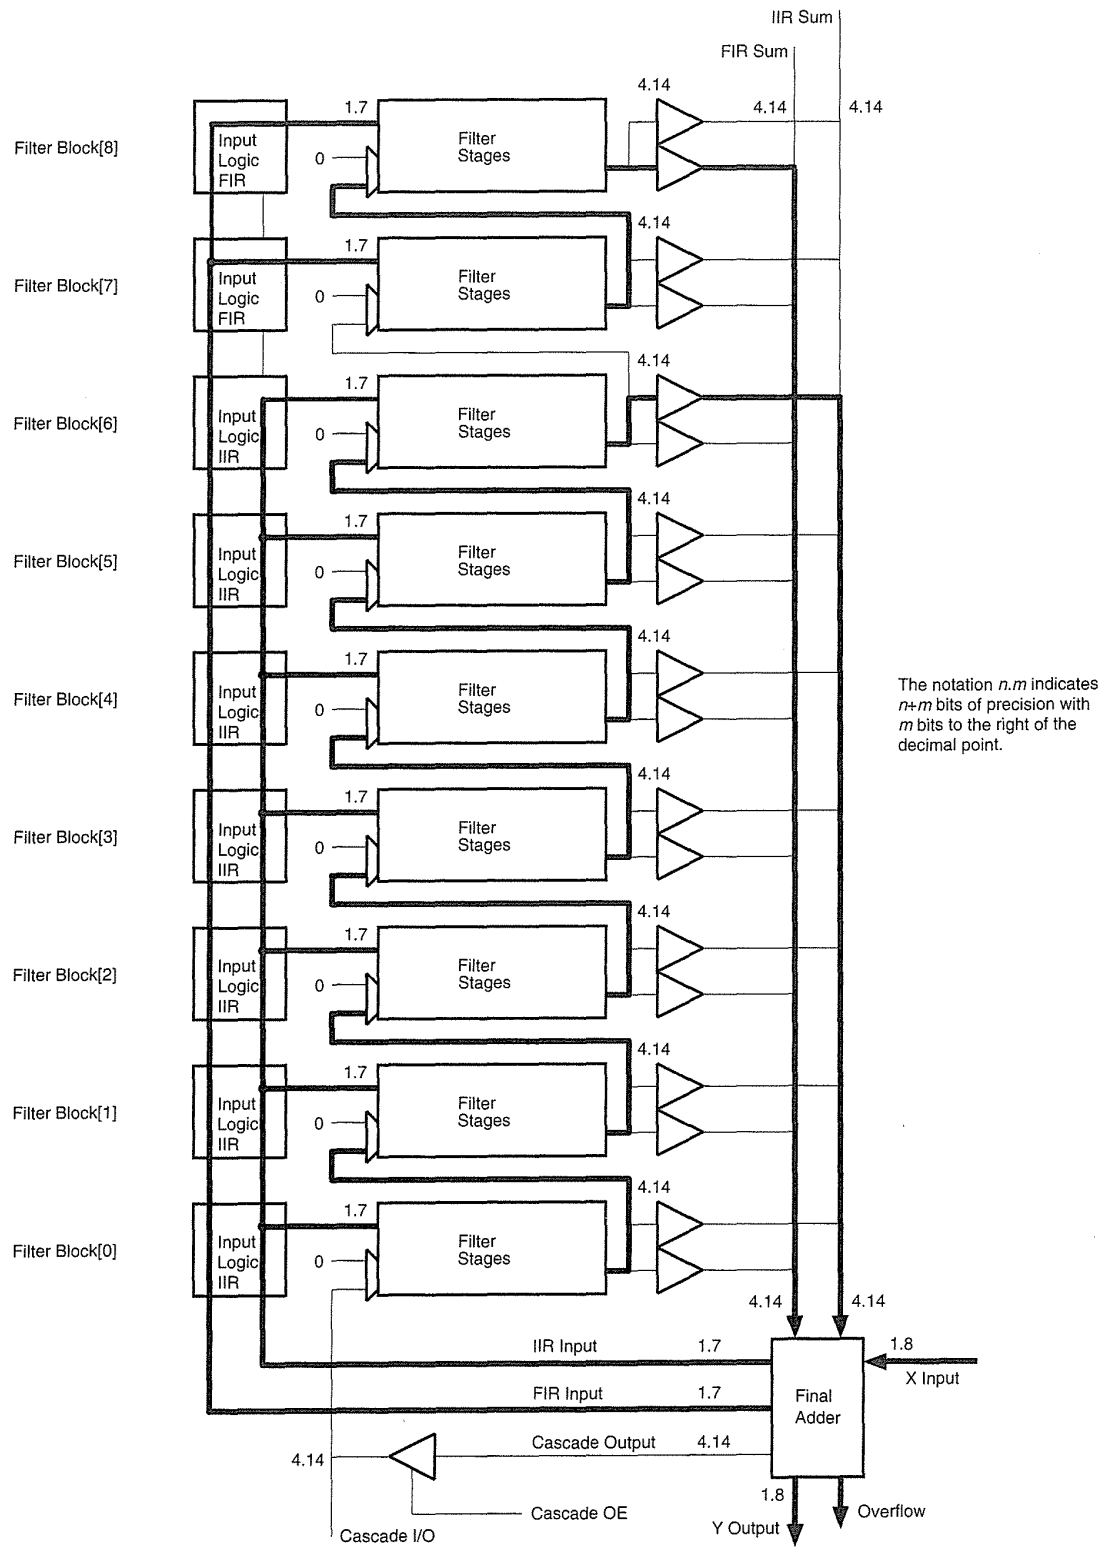 IIR Sum
FIR Sum
4.14
1.7
4.14
4.14
Filter Block[8]
Input
Logic
FIR
0
Filter
Stages
4.14
1.7
Filter Block[7]
Input
Logic
FIR
0
Filter
Stages
4.14
1.7
Filter Block[6]
Input
Logic
IIR
0
Filter
Stages
4.14
1.7
Filter Block[5]
Input
Logic
IIR
0
Filter
Stages
4.14
1.7
Filter Block[4]
Input
Logic
IIR
0
Filter
Stages
The notation n.m indicates
n+m bits of precision with
m bits to the right of the
decimal point.
4.14
1.7
Filter Block[3]
Input
Logic
IIR
0
Filter
Stages
4.14
1.7
Filter Block[2]
Input
Logic
IIR
0
Filter
Stages
4.14
1.7
Filter Block[1]
Input
Logic
IIR
0
Filter
Stages
4.14
1.7
Filter Block[0]
Input
Logic
IIR
0
Filter
Stages
4.14
4.14
IIR Input
1.7
1.8
X Input
FIR Input
1.7
Final
Adder
Cascade Output
4.14
4.14
1.8
Cascade OE
Overflow
Y Output
Cascade I/O